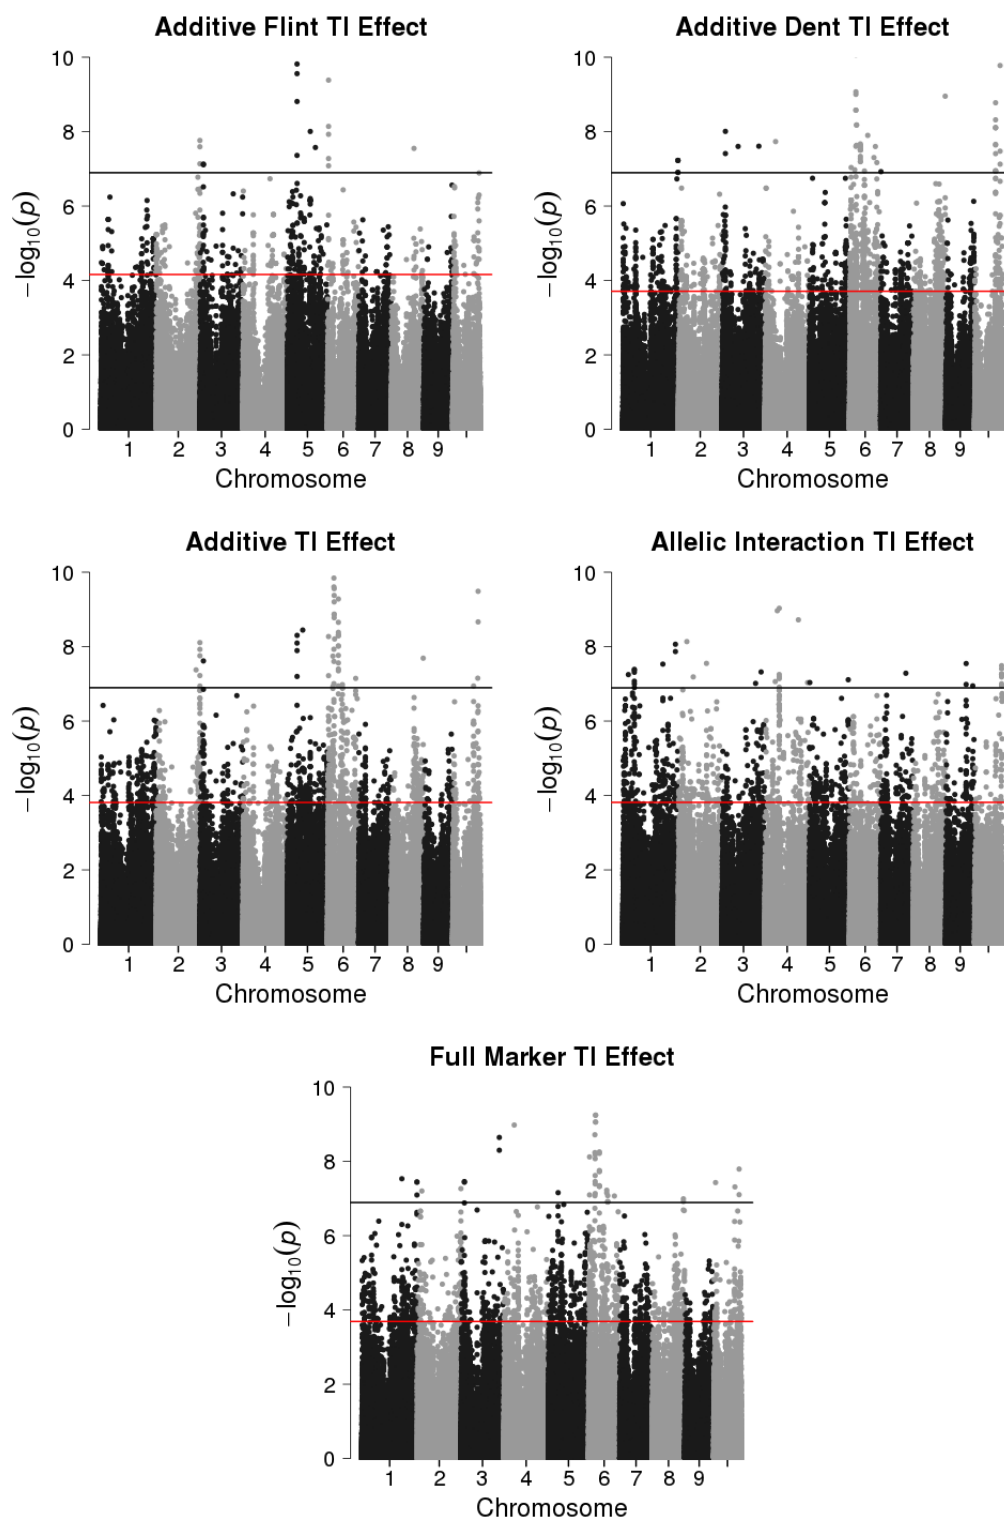 Additive Flint TI Effect
10
8
6
4
2
0
−log10(p)
1 2 3 4 5 6 7 8 9
Chromosome
Additive Dent TI Effect
10
8
6
4
2
0
−log10(p)
1 2 3 4 5 6 7 8 9
Chromosome
Additive TI Effect
10
8
6
4
2
0
−log10(p)
1 2 3 4 5 6 7 8 9
Chromosome
Allelic Interaction TI Effect
10
8
6
4
2
0
−log10(p)
1 2 3 4 5 6 7 8 9
Chromosome
Full Marker TI Effect
10
8
6
4
2
0
−log10(p)
1 2 3 4 5 6 7 8 9
Chromosome